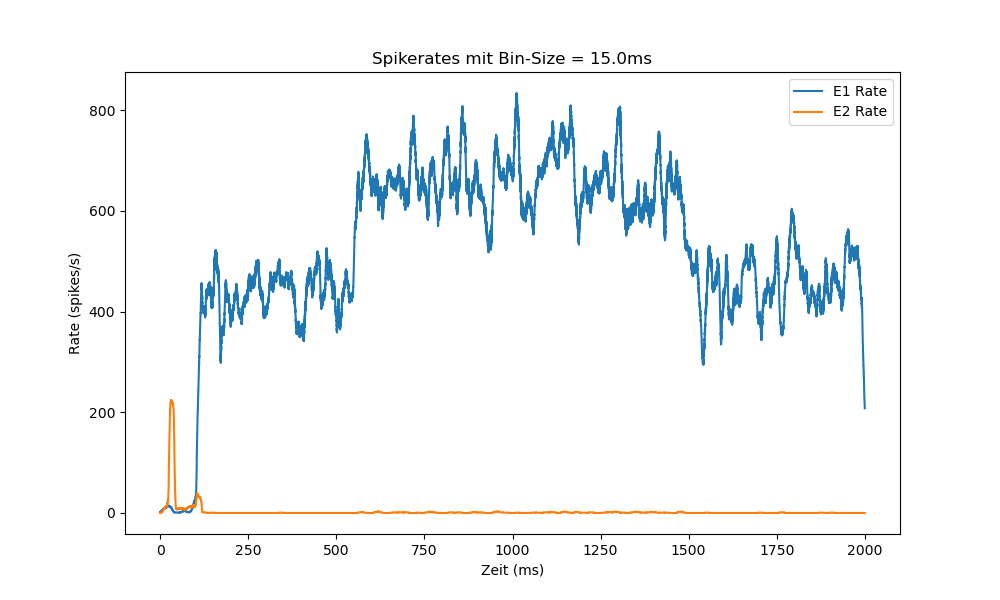 Spikerates mit Bin-Size = 15.0ms
E1 Rate
E2 Rate
Rate (spikes/s)
800
600
400
200
0
0 250 500 750 1000 1250 1500 1750 2000
Zeit (ms)